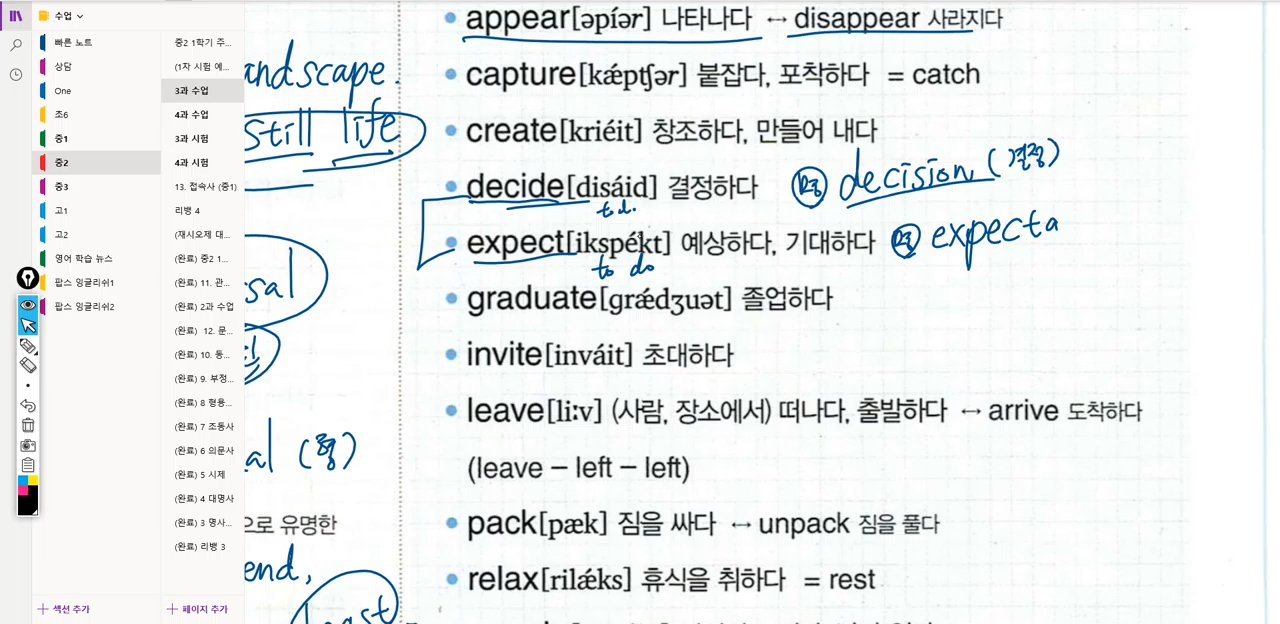 수업
빠른 노트
상담
One
초6
중1
중2
중3
고1
고2
영어 학습 뉴스
팝스 잉글리쉬1
팝스 잉글리쉬2
섹션 추가
중2 1학기 주...
(1차 시험 예...
3과 수업
4과 수업
3과 시험
4과 시험
13. 접속사 (중1)
리뱅 4
(재시오제 대...
(완료) 중2 1...
(완료) 11. 관...
(완료) 2과 수업
(완료) 12. 문...
(완료) 10. 동...
(완료) 9. 부정...
(완료) 8 형용...
(완료) 7 조동사
(완료) 6 의문사
(완료) 5 시제
(완료) 4 대명사
(완료) 3 명사...
(완료) 리뱅 3
페이지 추가
andscape.
still life
sal
al (형)
으로 유명한
end,
appear[əpíər] 나타나다 ↔ disappear 사라지다
capture[kǽptʃər] 붙잡다, 포착하다 = catch
create[kriéit] 창조하다, 만들어 내다
decide[disáid] 결정하다 명 decision (결정)
to d.
expect[ikspékt] 예상하다, 기대하다 명 expecta
to do
graduate[grǽdʒuət] 졸업하다
invite[inváit] 초대하다
leave[liːv] (사람, 장소에서) 떠나다, 출발하다 ↔ arrive 도착하다
(leave – left – left)
pack[pæk] 짐을 싸다 ↔ unpack 짐을 풀다
relax[rilǽks] 휴식을 취하다 = rest